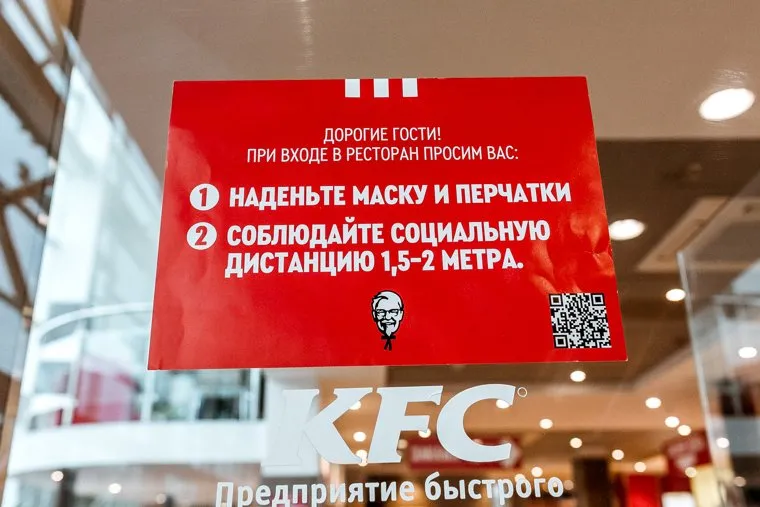 ДОРОГИЕ ГОСТИ!
ПРИ ВХОДЕ В РЕСТОРАН ПРОСИМ ВАС:
1 НАДЕНЬТЕ МАСКУ И ПЕРЧАТКИ
2 СОБЛЮДАЙТЕ СОЦИАЛЬНУЮ
ДИСТАНЦИЮ 1,5-2 МЕТРА.
KFC
Предприятие быстрого